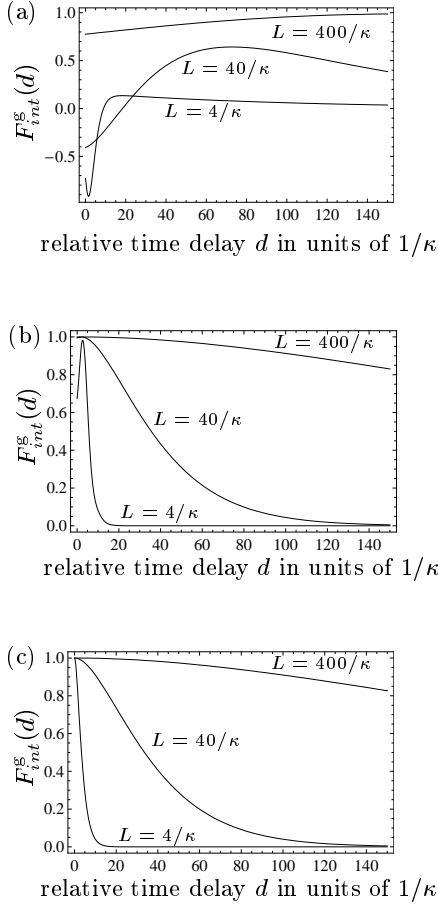 (a)
1.0
0.5
0.0
−0.5
F^g_int(d)
L = 400/κ
L = 40/κ
L = 4/κ
0 20 40 60 80 100 120 140
relative time delay d in units of 1/κ
(b)
1.0
0.8
0.6
0.4
0.2
0.0
F^g_int(d)
L = 400/κ
L = 40/κ
L = 4/κ
0 20 40 60 80 100 120 140
relative time delay d in units of 1/κ
(c)
1.0
0.8
0.6
0.4
0.2
0.0
F^g_int(d)
L = 400/κ
L = 40/κ
L = 4/κ
0 20 40 60 80 100 120 140
relative time delay d in units of 1/κ